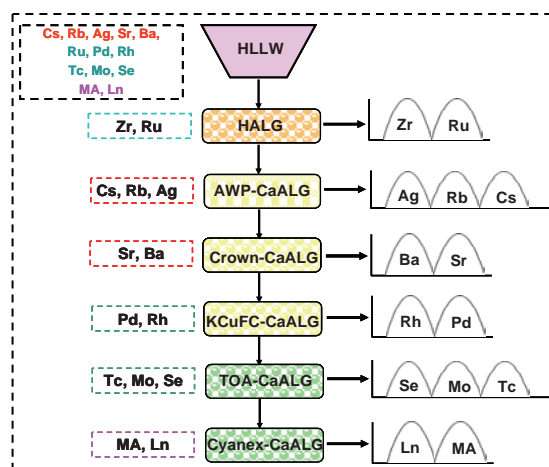 Cs, Rb, Ag, Sr, Ba,
Ru, Pd, Rh
Tc, Mo, Se
MA, Ln
HLLW
Zr, Ru
HALG
Zr Ru
Cs, Rb, Ag
AWP-CaALG
Ag Rb Cs
Sr, Ba
Crown-CaALG
Ba Sr
Pd, Rh
KCuFC-CaALG
Rh Pd
Tc, Mo, Se
TOA-CaALG
Se Mo Tc
MA, Ln
Cyanex-CaALG
Ln MA